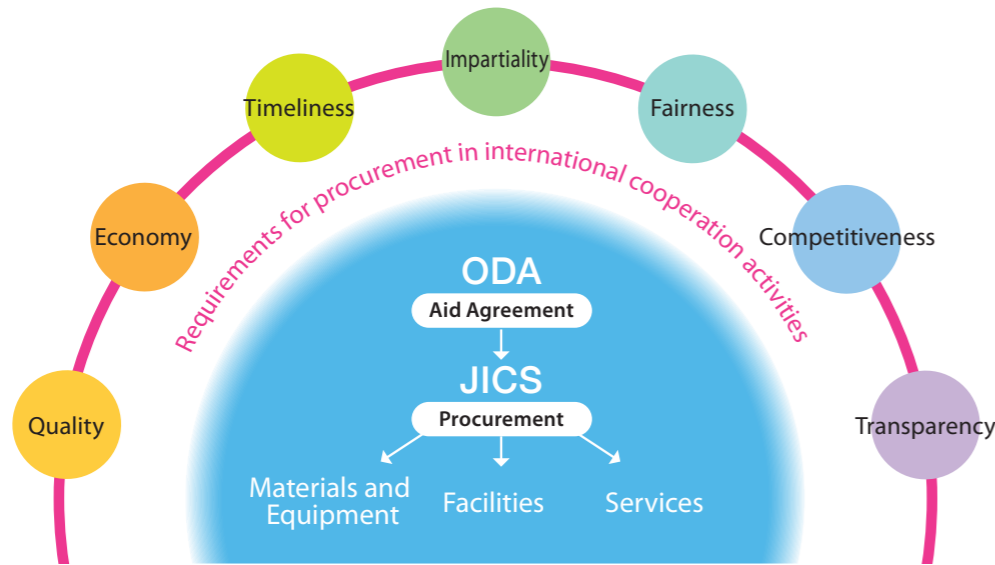 Impartiality
Timeliness
Fairness
Economy
Competitiveness
Quality
Transparency
Requirements for procurement in international cooperation activities
ODA
Aid Agreement
JICS
Procurement
Materials and
Equipment
Facilities
Services